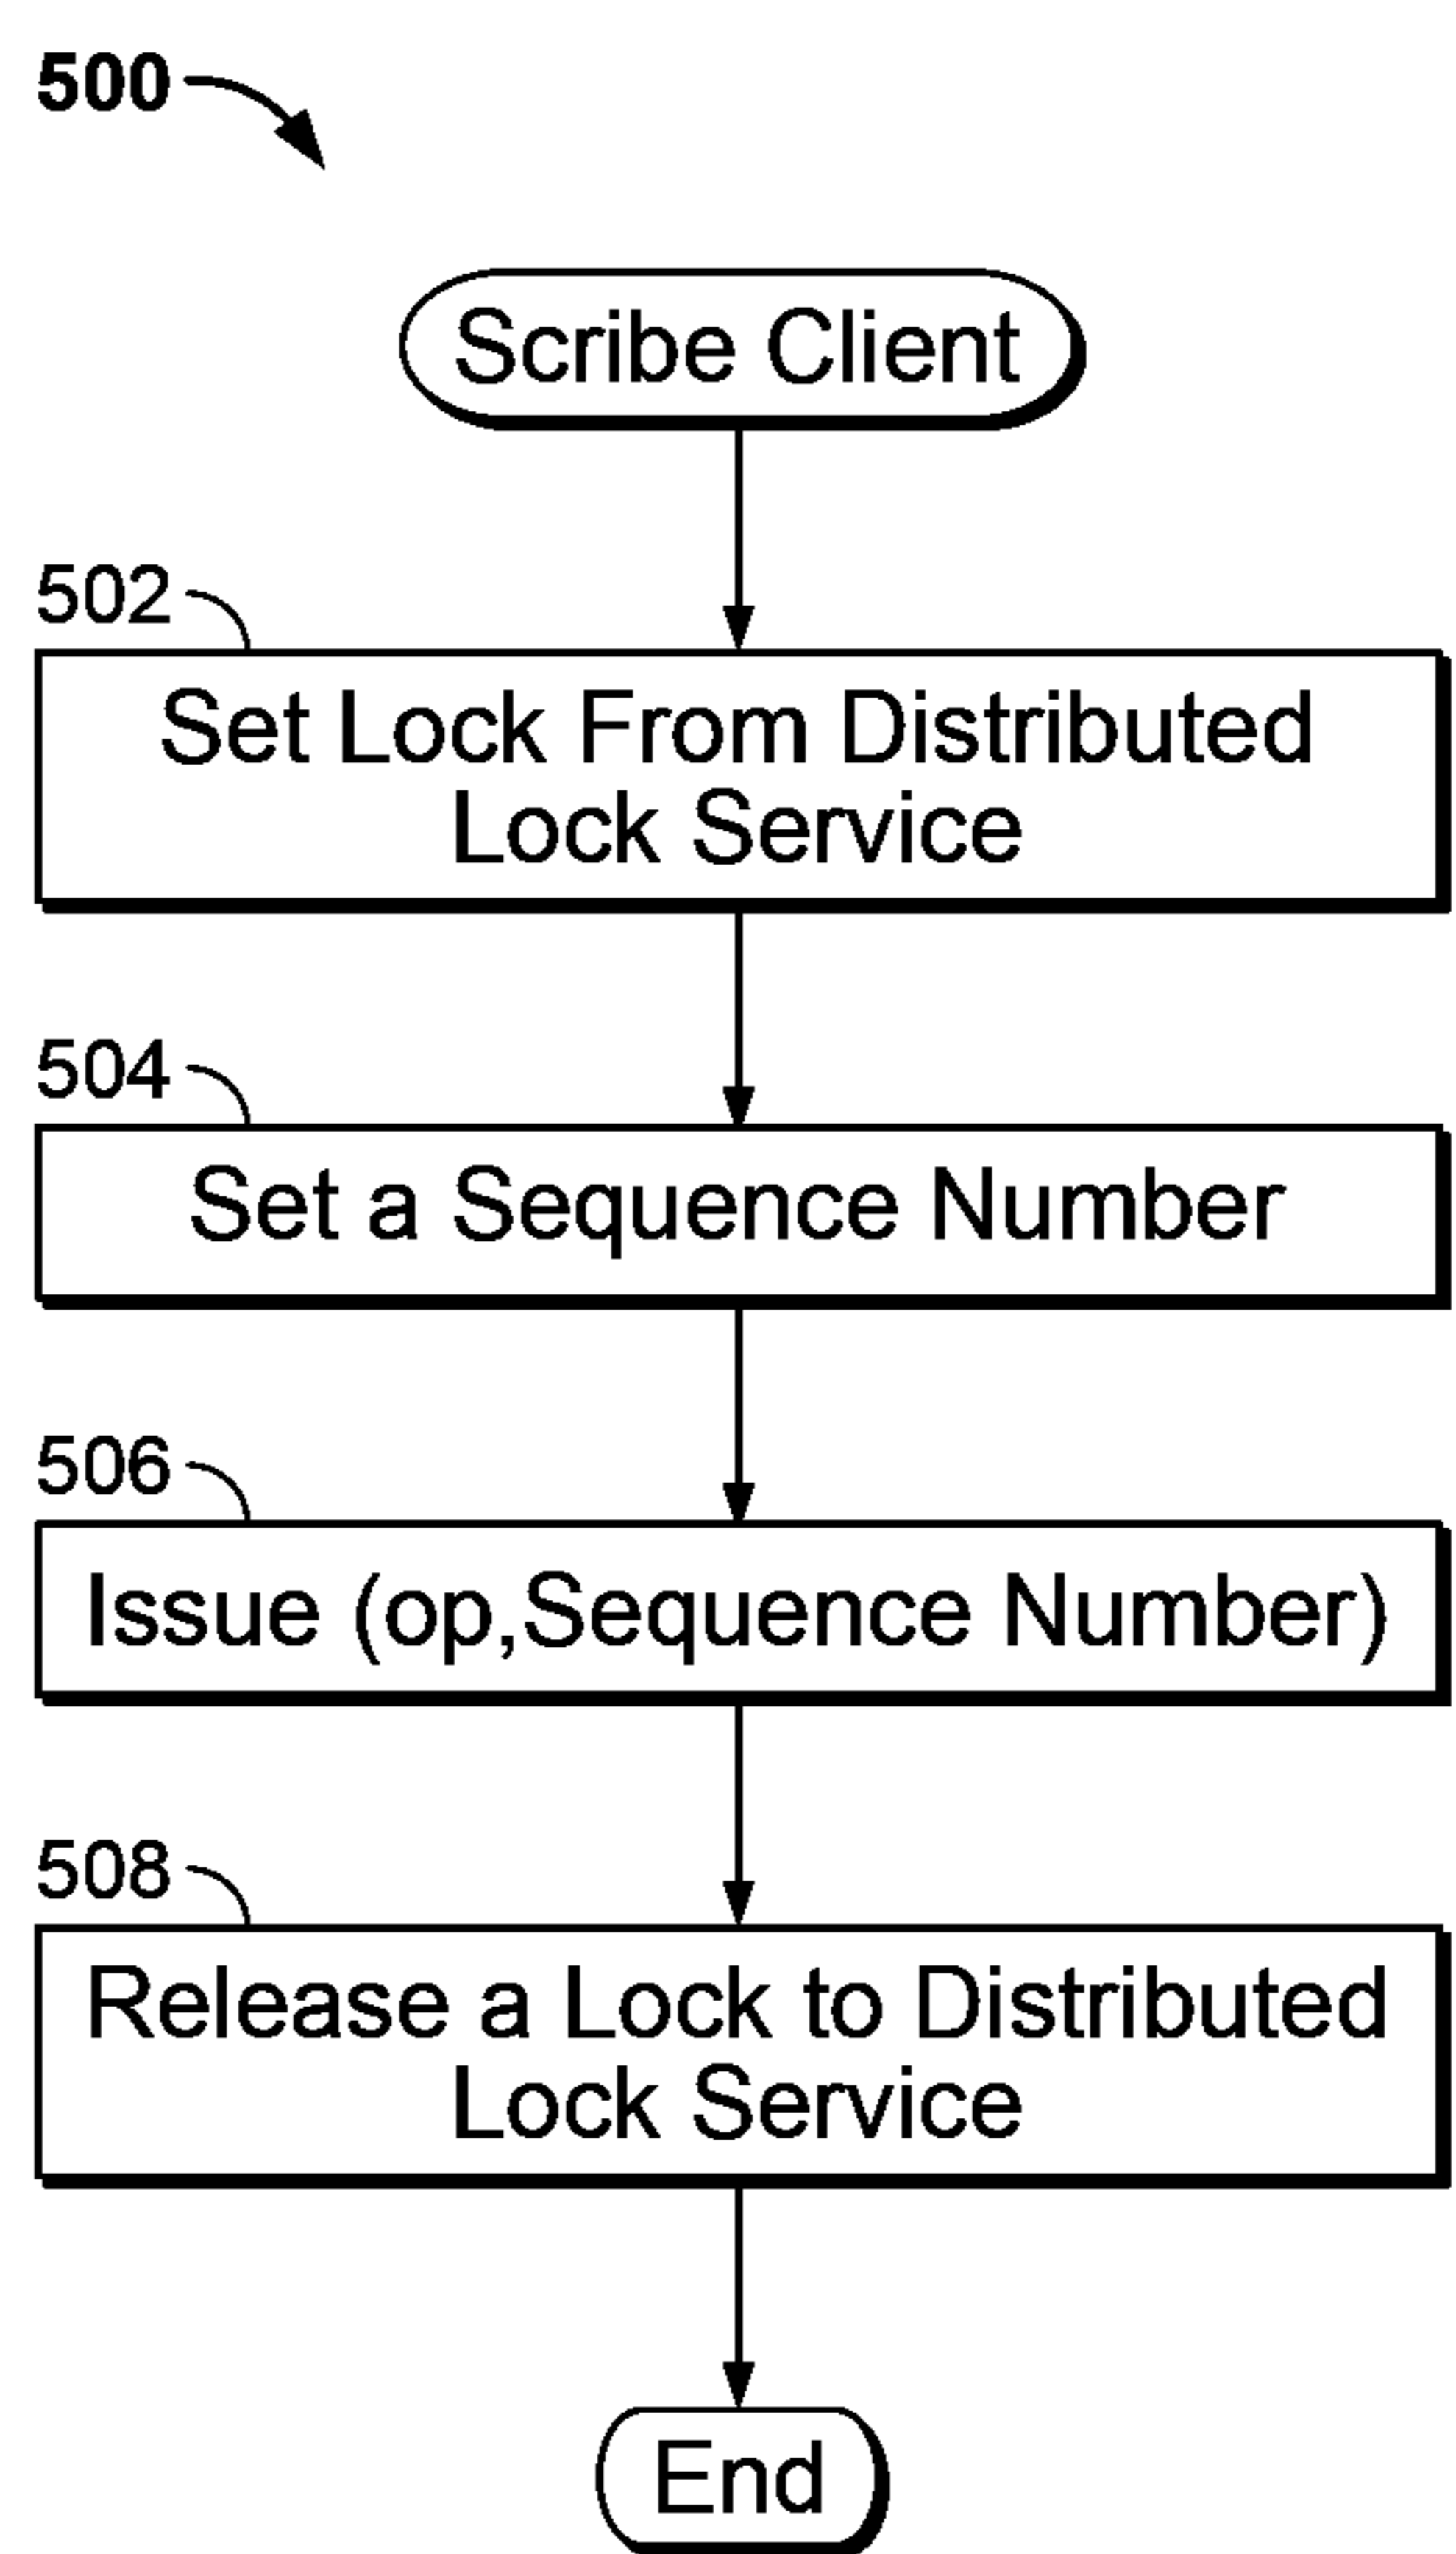 500
Scribe Client
502
Set Lock From Distributed
Lock Service
504
Set a Sequence Number
506
Issue (op,Sequence Number)
508
Release a Lock to Distributed
Lock Service
End